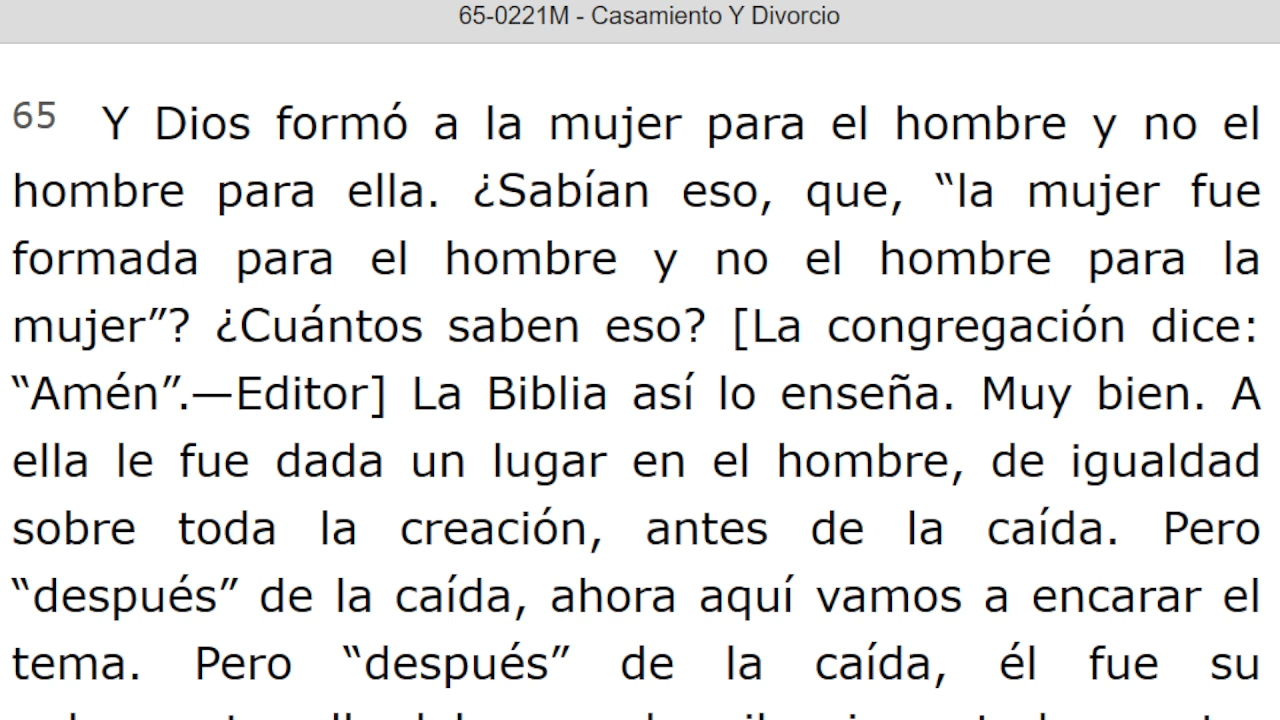 65-0221M - Casamiento Y Divorcio
65 Y Dios formó a la mujer para el hombre y no el
hombre para ella. ¿Sabían eso, que, “la mujer fue
formada para el hombre y no el hombre para la
mujer”? ¿Cuántos saben eso? [La congregación dice:
“Amén”.—Editor] La Biblia así lo enseña. Muy bien. A
ella le fue dada un lugar en el hombre, de igualdad
sobre toda la creación, antes de la caída. Pero
“después” de la caída, ahora aquí vamos a encarar el
tema. Pero “después” de la caída, él fue su